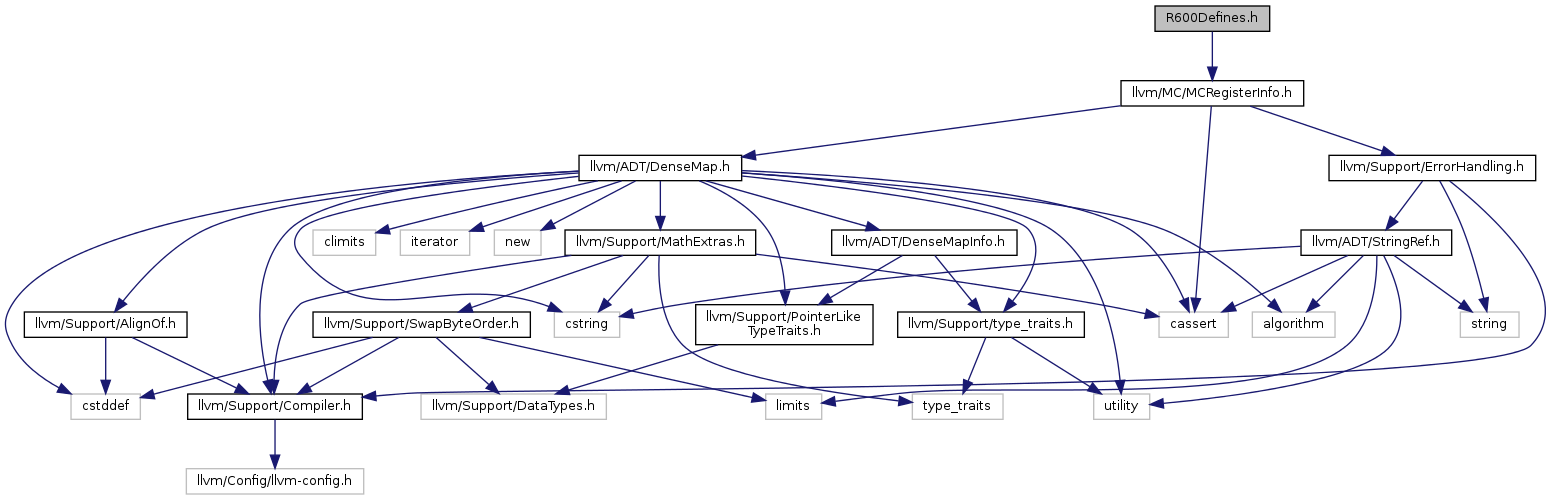 R600Defines.h
llvm/MC/MCRegisterInfo.h
llvm/ADT/DenseMap.h
llvm/Support/ErrorHandling.h
climits
iterator
new
llvm/Support/MathExtras.h
llvm/ADT/DenseMapInfo.h
llvm/ADT/StringRef.h
llvm/Support/AlignOf.h
llvm/Support/SwapByteOrder.h
cstring
llvm/Support/PointerLike
TypeTraits.h
llvm/Support/type_traits.h
cassert
algorithm
string
cstddef
llvm/Support/Compiler.h
llvm/Support/DataTypes.h
limits
type_traits
utility
llvm/Config/llvm-config.h